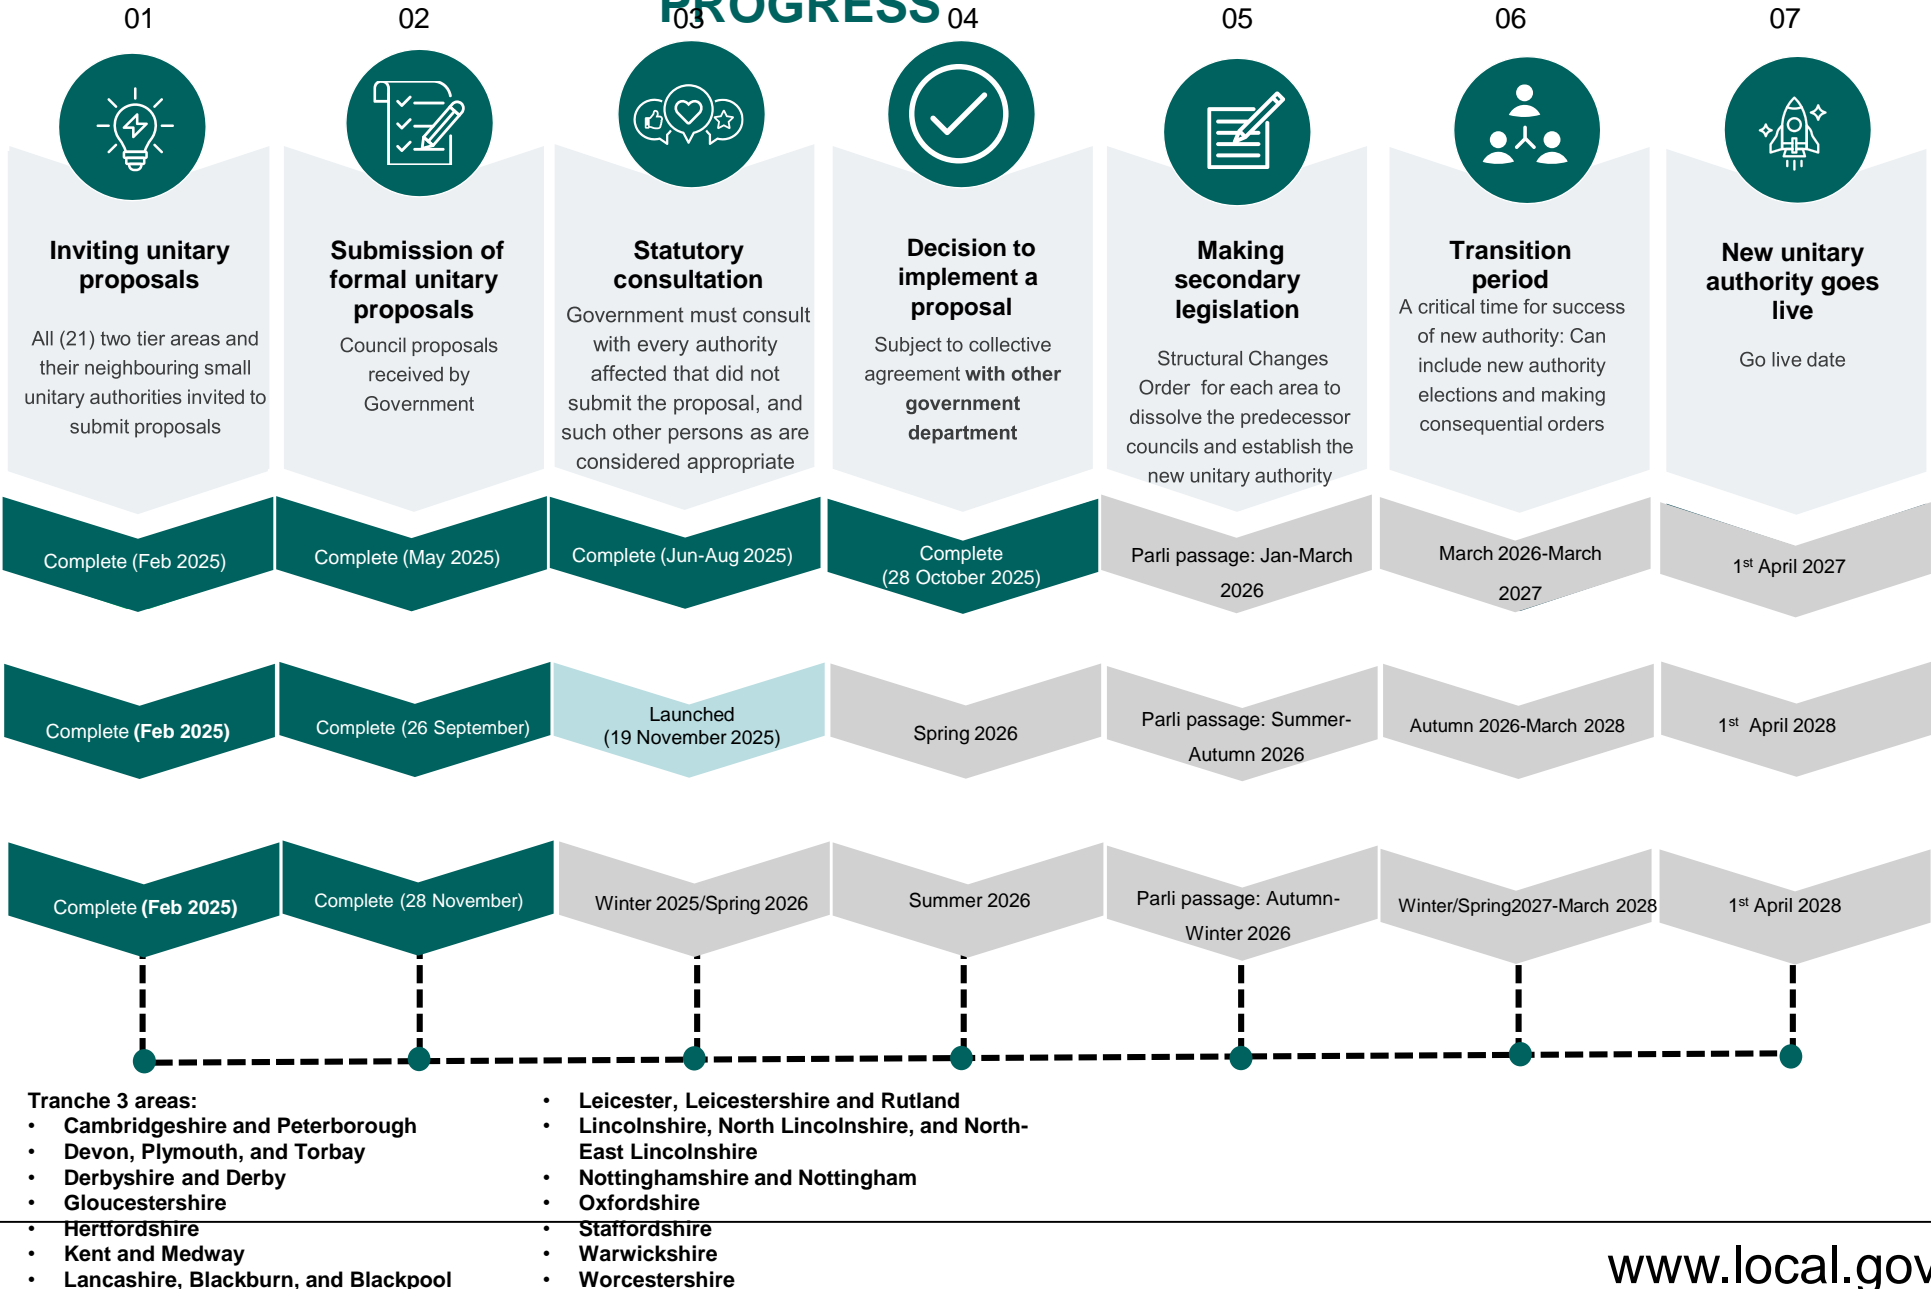 PROGRESS
01
02
03
04
05
06
07
Inviting unitary
proposals
All (21) two tier areas and
their neighbouring small
unitary authorities invited to
submit proposals
Submission of
formal unitary
proposals
Council proposals
received by
Government
Statutory
consultation
Government must consult
with every authority
affected that did not
submit the proposal, and
such other persons as are
considered appropriate
Decision to
implement a
proposal
Subject to collective
agreement with other
government
department
Making
secondary
legislation
Structural Changes
Order for each area to
dissolve the predecessor
councils and establish the
new unitary authority
Transition
period
A critical time for success
of new authority: Can
include new authority
elections and making
consequential orders
New unitary
authority goes
live
Go live date
Complete (Feb 2025)
Complete (May 2025)
Complete (Jun-Aug 2025)
Complete
(28 October 2025)
Parli passage: Jan-March
2026
March 2026-March
2027
1st April 2027
Complete (Feb 2025)
Complete (26 September)
Launched
(19 November 2025)
Spring 2026
Parli passage: Summer-
Autumn 2026
Autumn 2026-March 2028
1st April 2028
Complete (Feb 2025)
Complete (28 November)
Winter 2025/Spring 2026
Summer 2026
Parli passage: Autumn-
Winter 2026
Winter/Spring2027-March 2028
1st April 2028
Tranche 3 areas:
• Cambridgeshire and Peterborough
• Devon, Plymouth, and Torbay
• Derbyshire and Derby
• Gloucestershire
• Hertfordshire
• Kent and Medway
• Lancashire, Blackburn, and Blackpool
• Leicester, Leicestershire and Rutland
• Lincolnshire, North Lincolnshire, and North-
East Lincolnshire
• Nottinghamshire and Nottingham
• Oxfordshire
• Staffordshire
• Warwickshire
• Worcestershire
www.local.gov